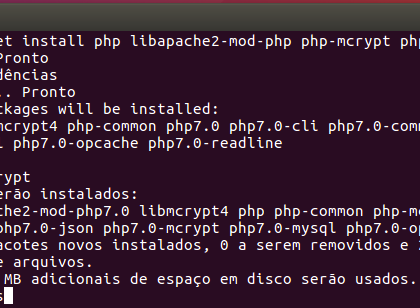 et install php libapache2-mod-php php-mcrypt php
Pronto
dências
.. Pronto
ckages will be installed:
mcrypt4 php-common php7.0 php7.0-cli php7.0-com
l php7.0-opcache php7.0-readline
rypt
erão instalados:
che2-mod-php7.0 libmcrypt4 php php-common php-m
php7.0-json php7.0-mcrypt php7.0-mysql php7.0-o
acotes novos instalados, 0 a serem removidos e
e arquivos.
MB adicionais de espaço em disco serão usados.
s